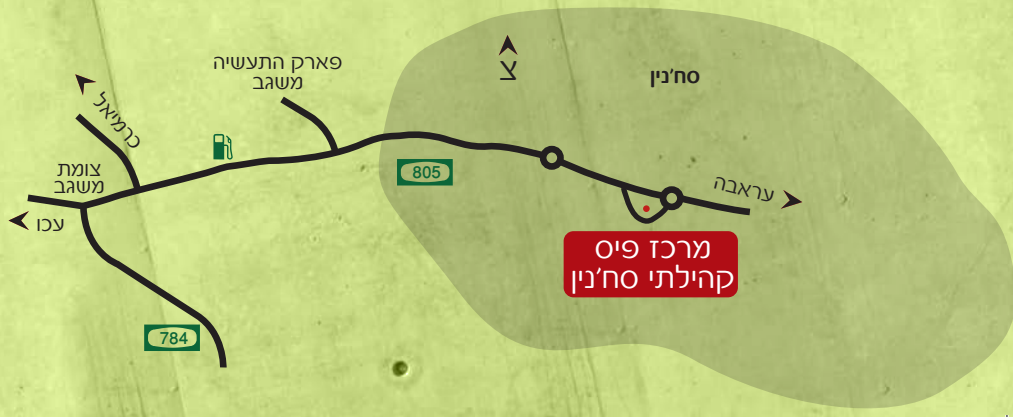 צ
סח'נין
פארק התעשיה
משגב
כרמיאל
צומת
משגב
עכו
805
עראבה
מרכז פיס
קהילתי סח'נין
784